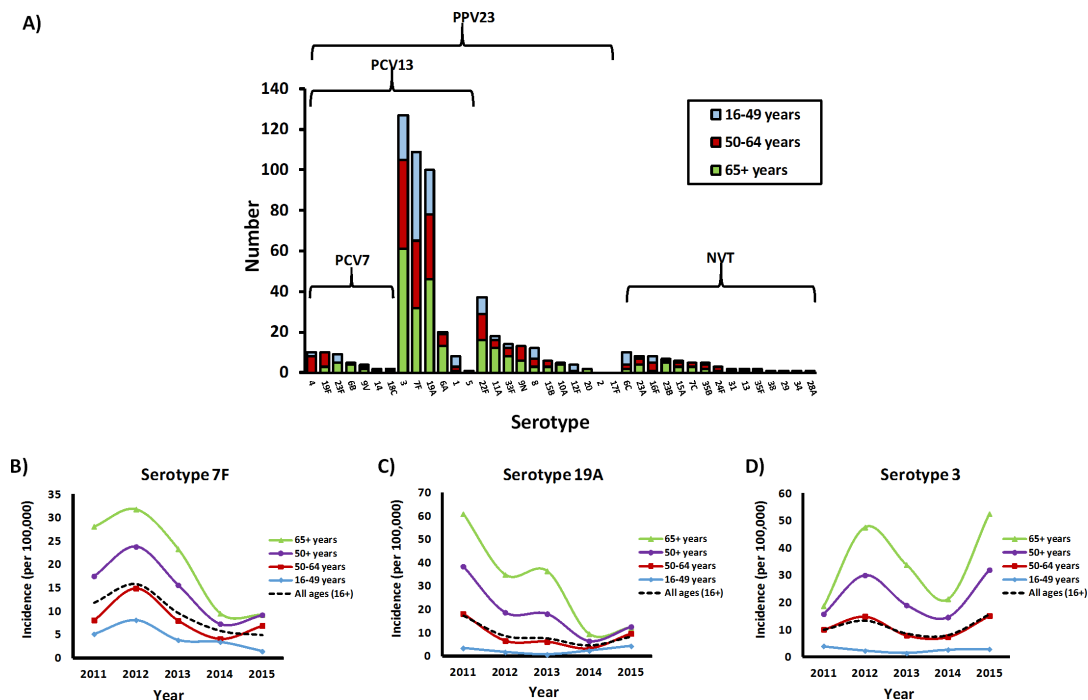 A)
PPV23
PCV13
140
120
100
80
60
40
20
0
Number
16-49 years
50-64 years
65+ years
PCV7
NVT
4 19F 23F 6B 9V 14 18C 3 7F 19A 6A 1 5 22F 11A 33F 9N 8 15B 10A 12F 20 2 17F 6C 23A 16F 23B 15A 7C 35B 24F 31 13 35F 38 29 34 28A
Serotype
B)
Serotype 7F
Incidence (per 100,000)
35
30
25
20
15
10
5
0
65+ years
50+ years
50-64 years
16-49 years
All ages (16+)
2011 2012 2013 2014 2015
Year
C)
Serotype 19A
Incidence (per 100,000)
70
60
50
40
30
20
10
0
65+ years
50+ years
50-64 years
16-49 years
All ages (16+)
2011 2012 2013 2014 2015
Year
D)
Serotype 3
Incidence (per 100,000)
60
50
40
30
20
10
0
65+ years
50+ years
50-64 years
16-49 years
All ages (16+)
2011 2012 2013 2014 2015
Year